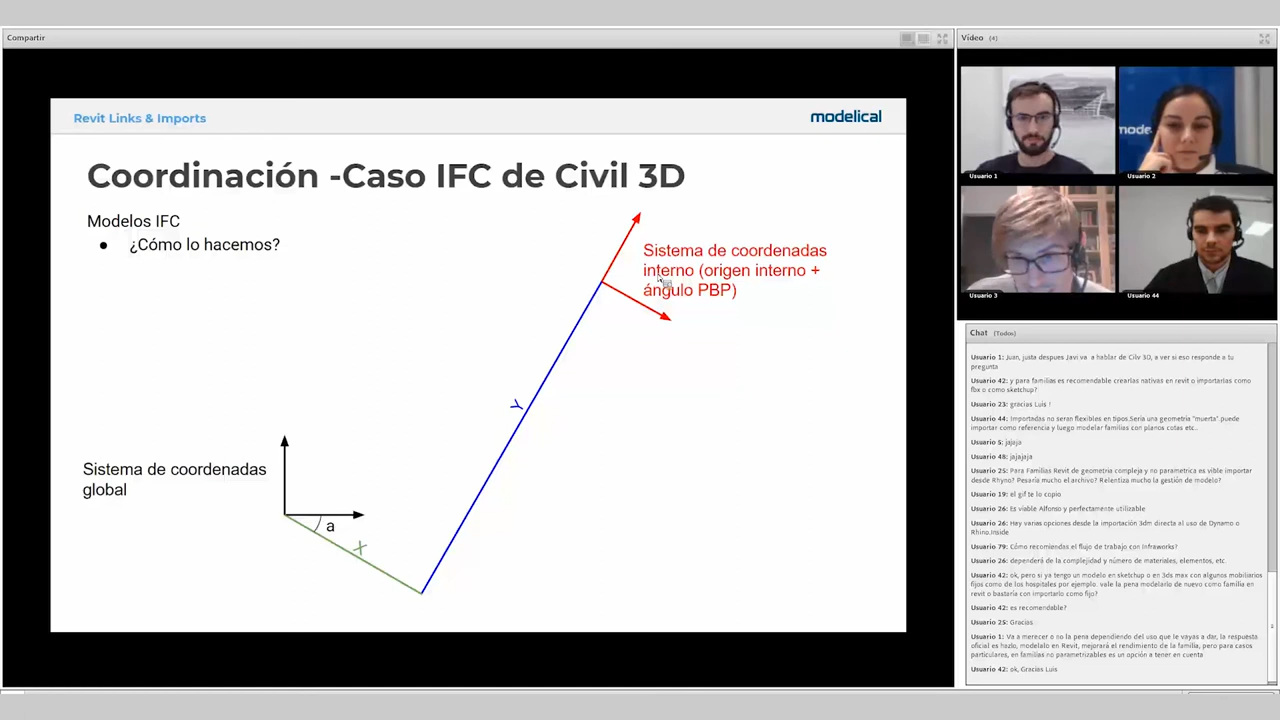 Compartir
Revit Links & Imports
modelical
Coordinación -Caso IFC de Civil 3D
Modelos IFC
● ¿Cómo lo hacemos?
Sistema de coordenadas
interno (origen interno +
ángulo PBP)
Y
Sistema de coordenadas
global
a
X
Vídeo (4)
mode
Usuario 1
Usuario 2
Usuario 3
Usuario 44
Chat (Todos)
Usuario 1: Juan, justa despues Javi va a hablar de Cilv 3D, a ver si eso responde a tu
pregunta
Usuario 42: y para familias es recomendable crearlas nativas en revit o importarlas como
fbx o como sketchup?
Usuario 23: gracias Luis !
Usuario 44: Importadas no seran flexibles en tipos.Seria una geometria "muerta".puede
importar como referencia y luego modelar familias con planos cotas etc..
Usuario 5: jajaja
Usuario 48: jajajaja
Usuario 25: Para Familias Revit de geometria compleja y no parametrica es vible importar
desde Rhyno? Pesaría mucho el archivo? Relentiza mucho la gestión de modelo?
Usuario 19: el gif te lo copio
Usuario 26: Es viable Alfonso y perfectamente utilizable
Usuario 26: Hay varias opciones desde la importación 3dm directa al uso de Dynamo o
Rhino.Inside
Usuario 79: Cómo recomiendas el flujo de trabajo con Infraworks?
Usuario 26: dependerá de la complejidad y número de materiales, elementos, etc.
Usuario 42: ok, pero si ya tengo un modelo en sketchup o en 3ds max con algunos mobiliarios
fijos como de los hospitales por ejemplo. vale la pena modelarlo de nuevo como familia en
revit o bastaría con importarlo como fijo?
Usuario 42: es recomendable?
Usuario 25: Gracias.
Usuario 1: Va a merecer o no la pena dependiendo del uso que le vayas a dar, la respuesta
oficial es hazlo, modelalo en Revit, mejorará el rendimiento de la familia, pero para casos
particulares, en familias no parametrizables es un opción a tener en cuenta
Usuario 42: ok, Gracias Luis